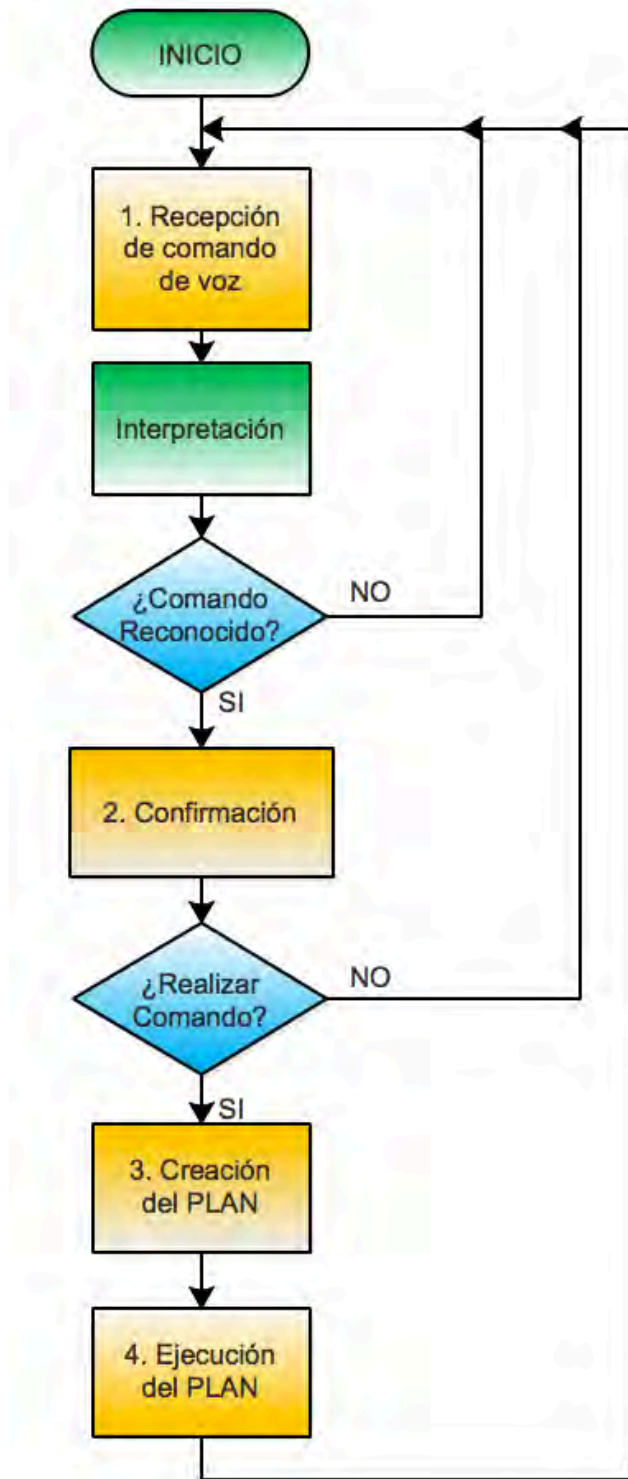 INICIO
1. Recepción
de comando
de voz
Interpretación
¿Comando
Reconocido?
NO
SI
2. Confirmación
¿Realizar
Comando?
NO
SI
3. Creación
del PLAN
4. Ejecución
del PLAN